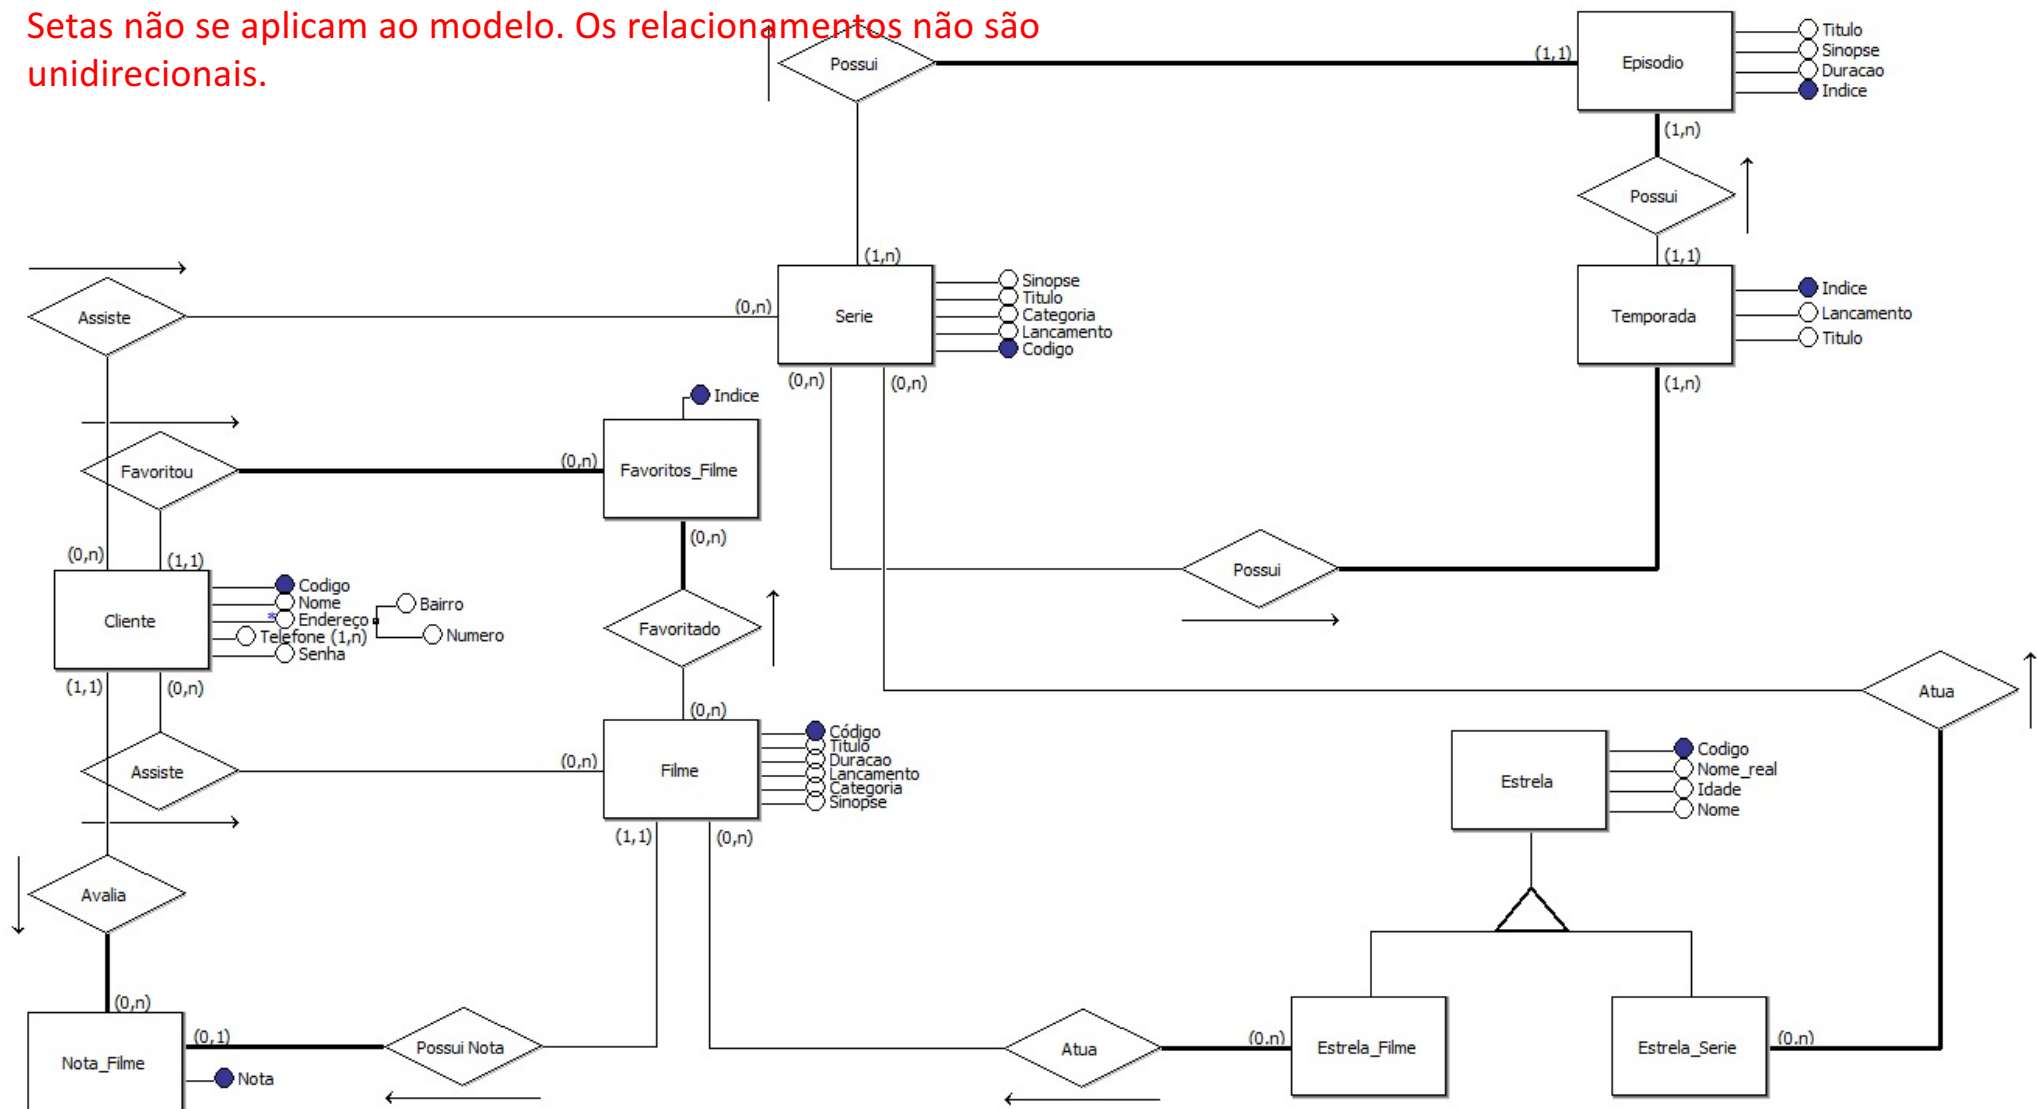 Setas não se aplicam ao modelo. Os relacionamentos não são
unidirecionais.
Possui
(1,1)
Episodio
Titulo
Sinopse
Duracao
Indice
(1,n)
Possui
(1,1)
(1,n)
Assiste
(0,n)
Serie
Sinopse
Titulo
Categoria
Lancamento
Codigo
Temporada
Indice
Lancamento
Titulo
(0,n)
(0,n)
(1,n)
Indice
Favoritou
(0,n)
Favoritos_Filme
(0,n)
(0,n)
(1,1)
Possui
Cliente
Codigo
Nome
*
Endereço
Telefone (1,n)
Senha
Bairro
Numero
Favoritado
(1,1)
(0,n)
(0,n)
Atua
Assiste
(0,n)
Filme
Código
Titulo
Duracao
Lancamento
Categoria
Sinopse
Estrela
Codigo
Nome_real
Idade
Nome
(1,1)
(0,n)
Avalia
(0,n)
(0,1)
Nota_Filme
Nota
Possui Nota
Atua
(0,n)
Estrela_Filme
Estrela_Serie
(0,n)